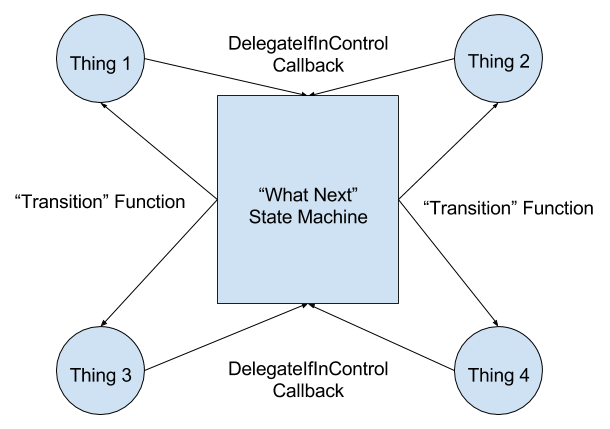 DelegateIfInControl
Callback
Thing 1
Thing 2
“What Next”
State Machine
“Transition” Function
“Transition” Function
Thing 3
DelegateIfInControl
Callback
Thing 4